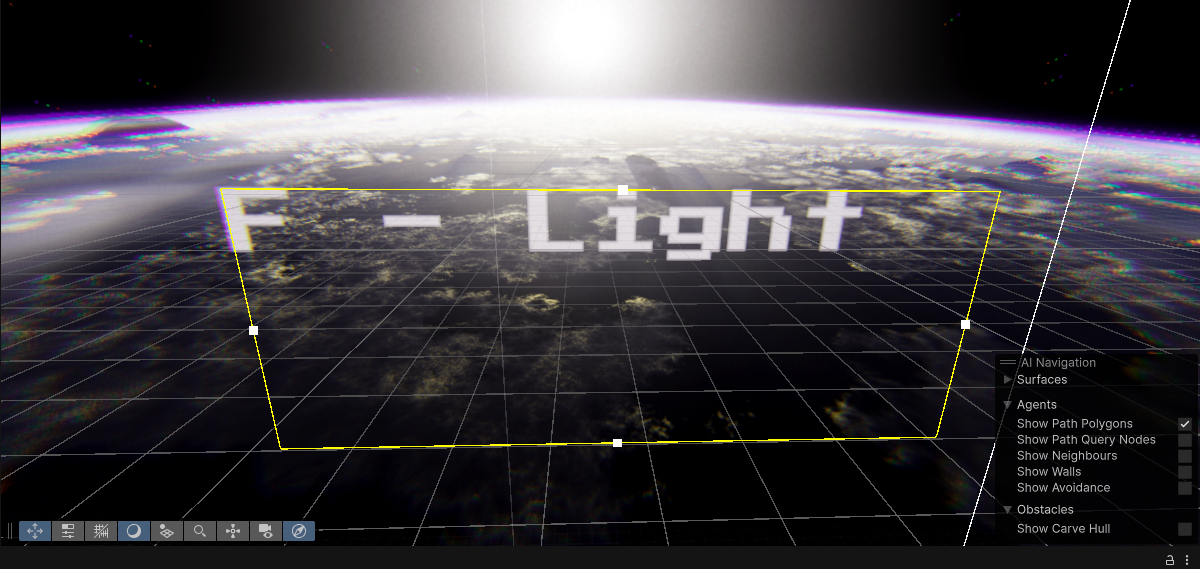 F - Light
AI Navigation
Surfaces
Agents
Show Path Polygons
Show Path Query Nodes
Show Neighbours
Show Walls
Show Avoidance
Obstacles
Show Carve Hull